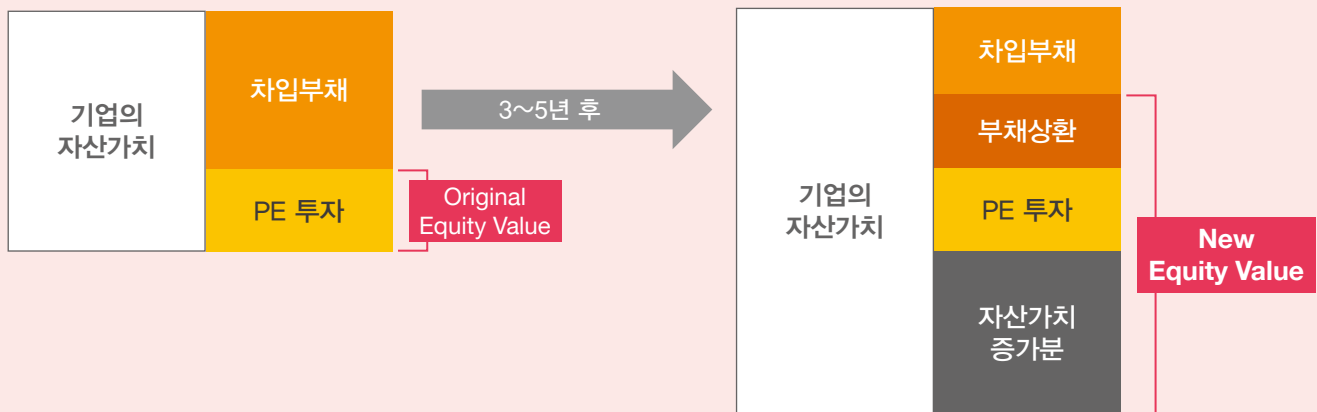 기업의
자산가치
차입부채
PE 투자
Original
Equity Value
3~5년 후
기업의
자산가치
차입부채
부채상환
PE 투자
자산가치
증가분
New
Equity Value